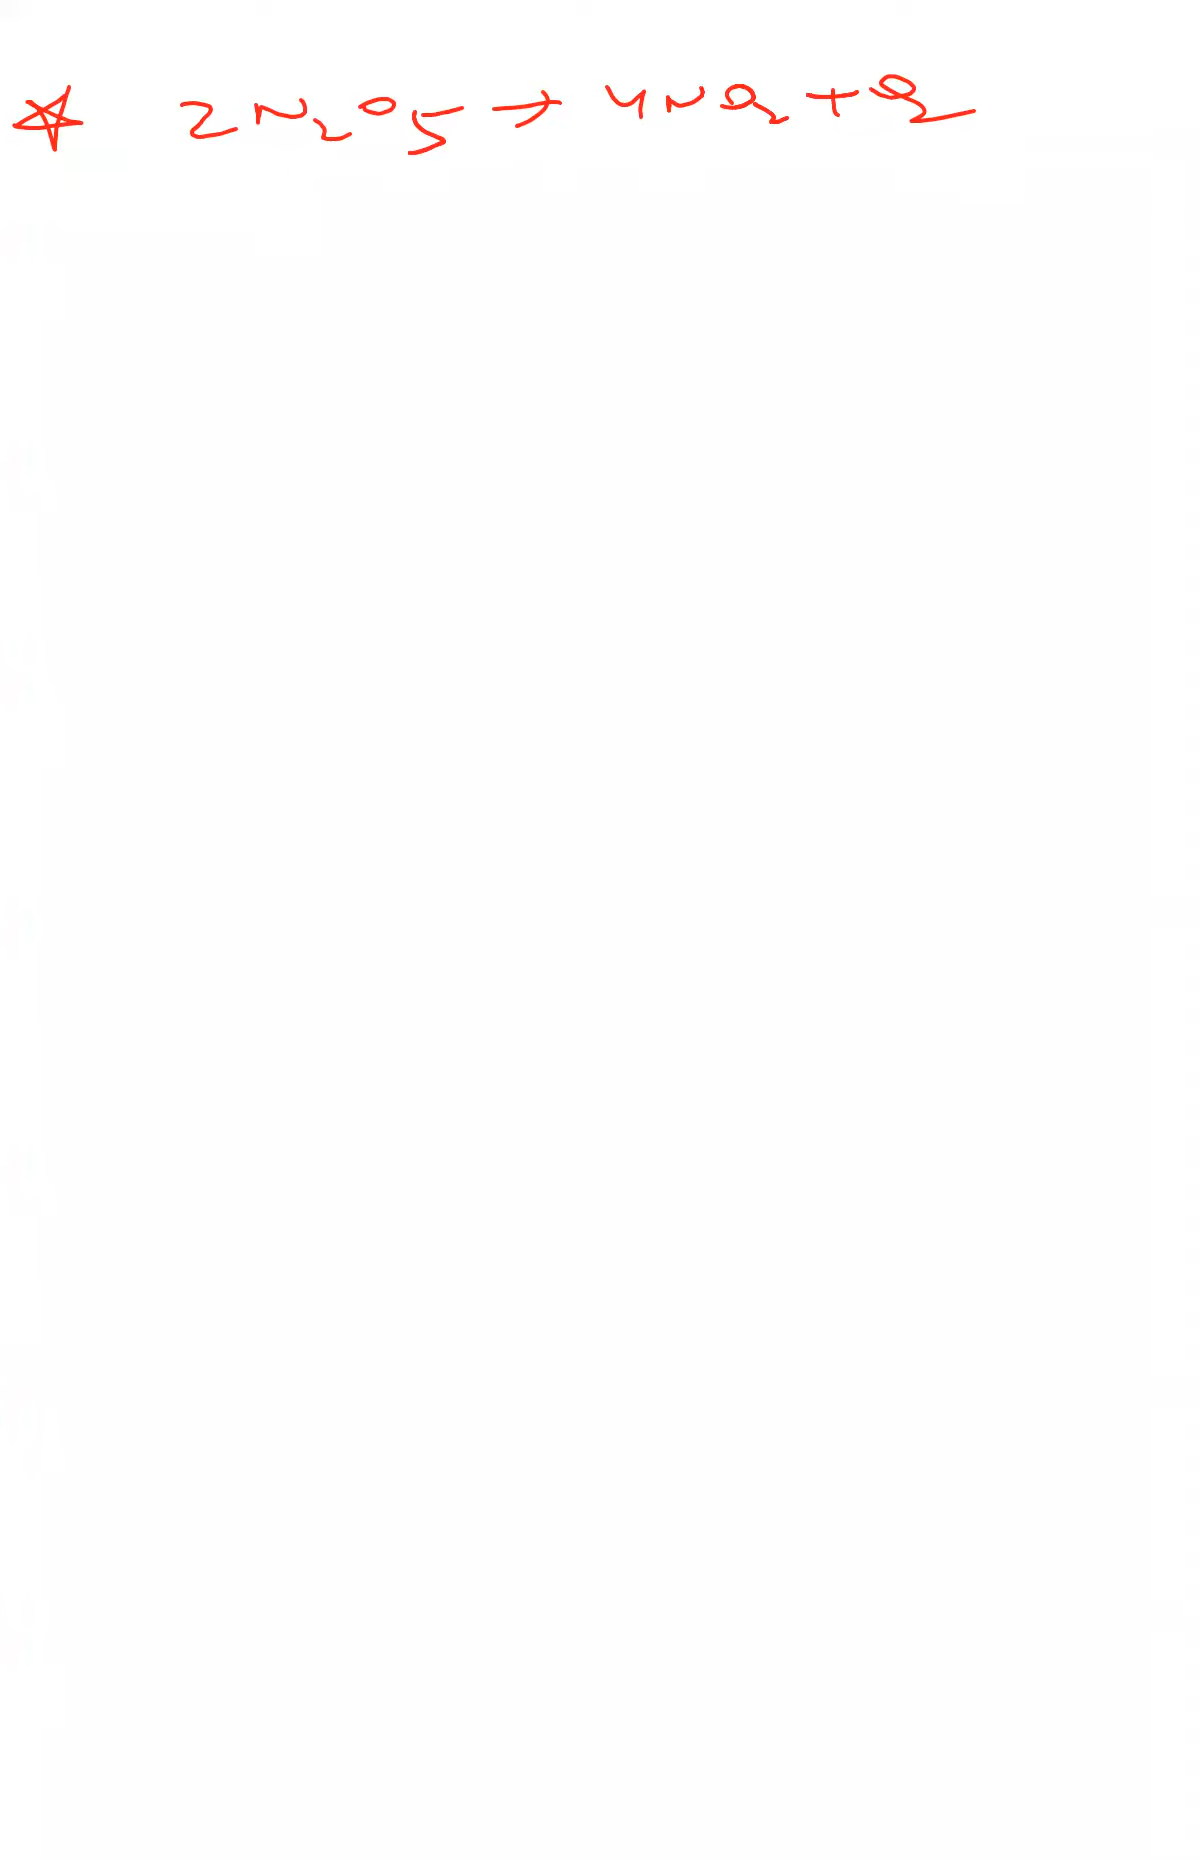 ☆ 2N₂O₅ → 4NO₂ + O₂